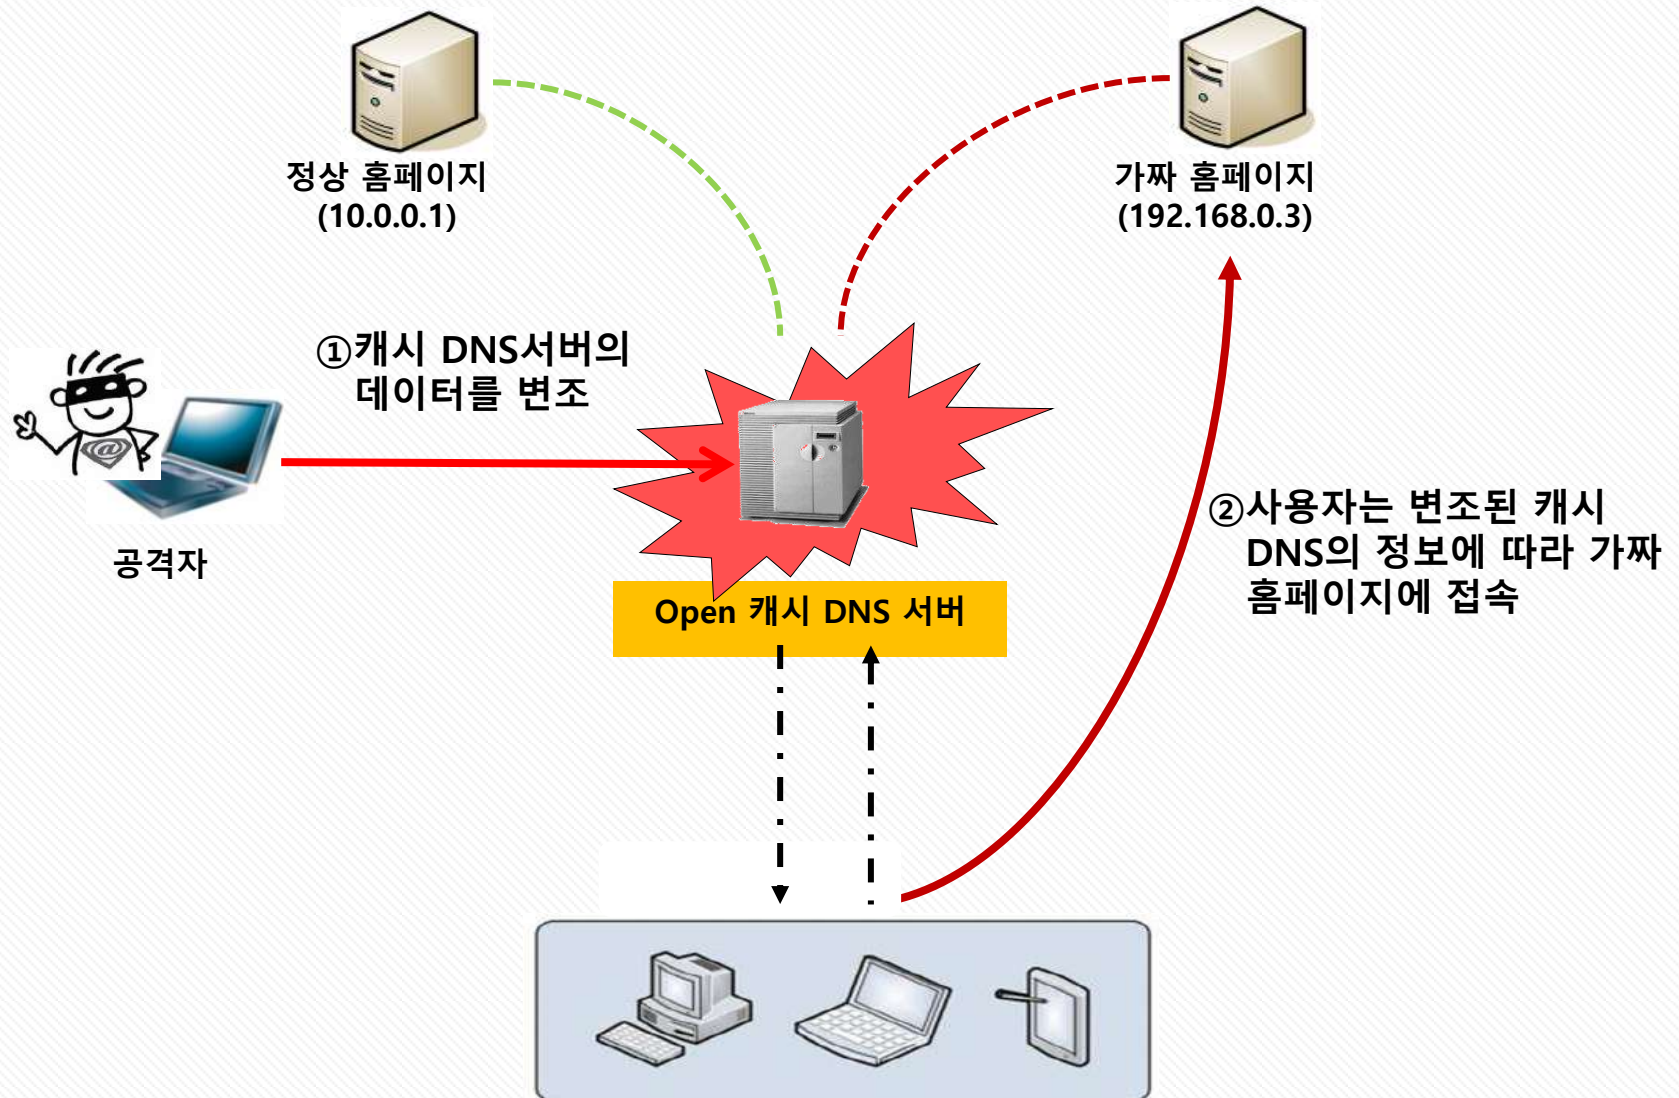 정상 홈페이지
(10.0.0.1)
가짜 홈페이지
(192.168.0.3)
①캐시 DNS서버의
데이터를 변조
@
공격자
②사용자는 변조된 캐시
DNS의 정보에 따라 가짜
홈페이지에 접속
Open 캐시 DNS 서버